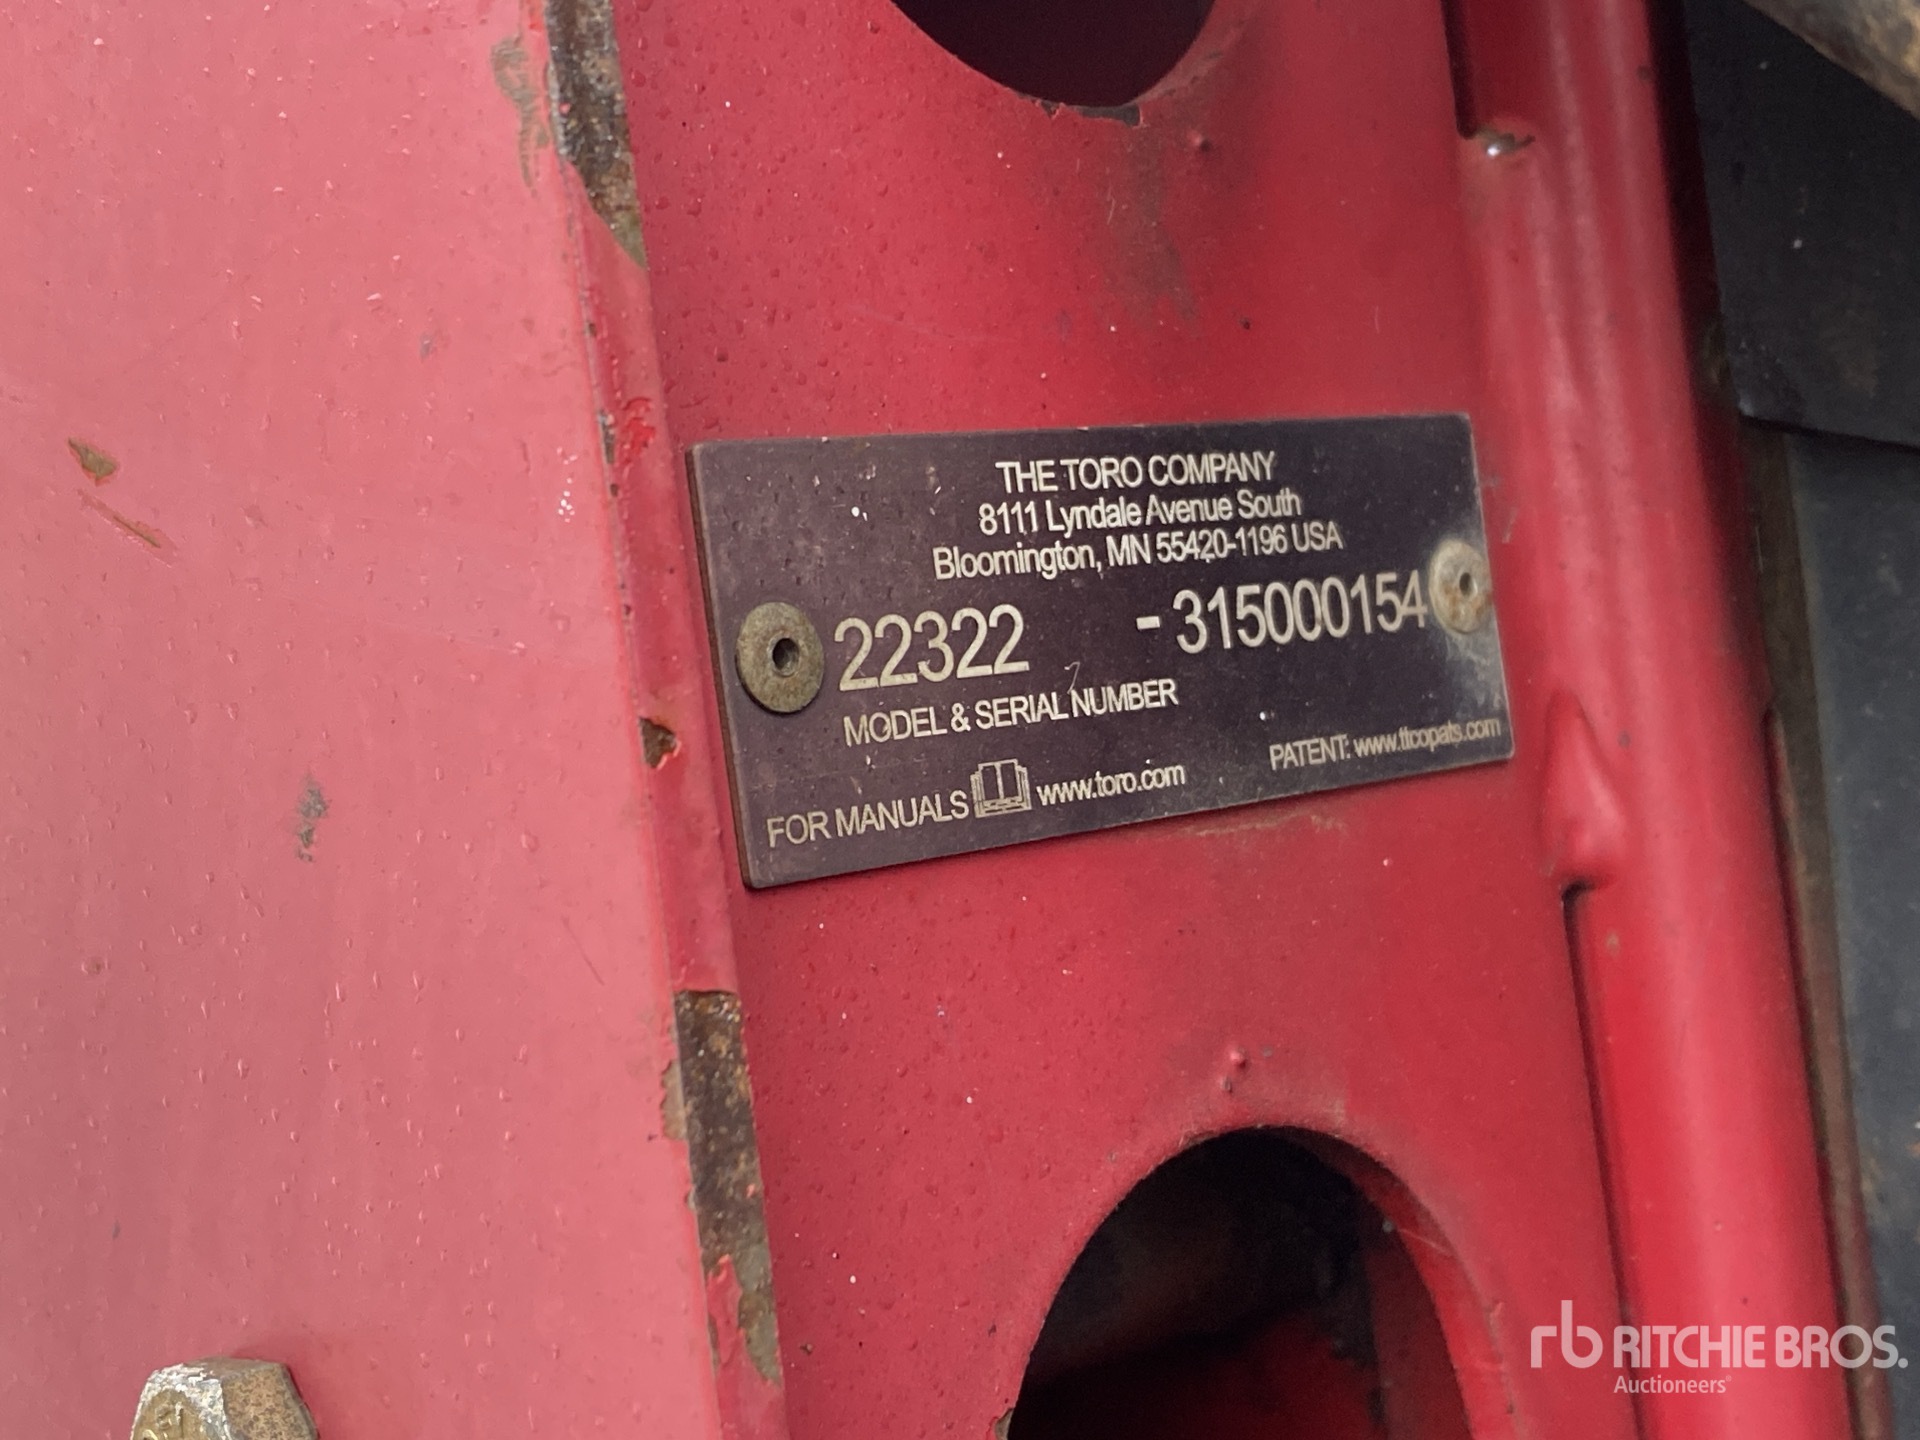 THE TORO COMPANY
8111 Lyndale Avenue South
Bloomington, MN 55420-1196 USA
22322 -315000154
MODEL & SERIAL NUMBER
FOR MANUALS www.toro.com
PATENT: www.ttcopats.com
rb RITCHIE BROS.
Auctioneers